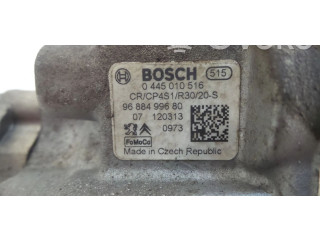 BOSCH 515
0 445 010 516
CR/CP4S1/R30/20-S
96 884 996 80
07 120313
0973
FoMoCo
Made in Czech Republic